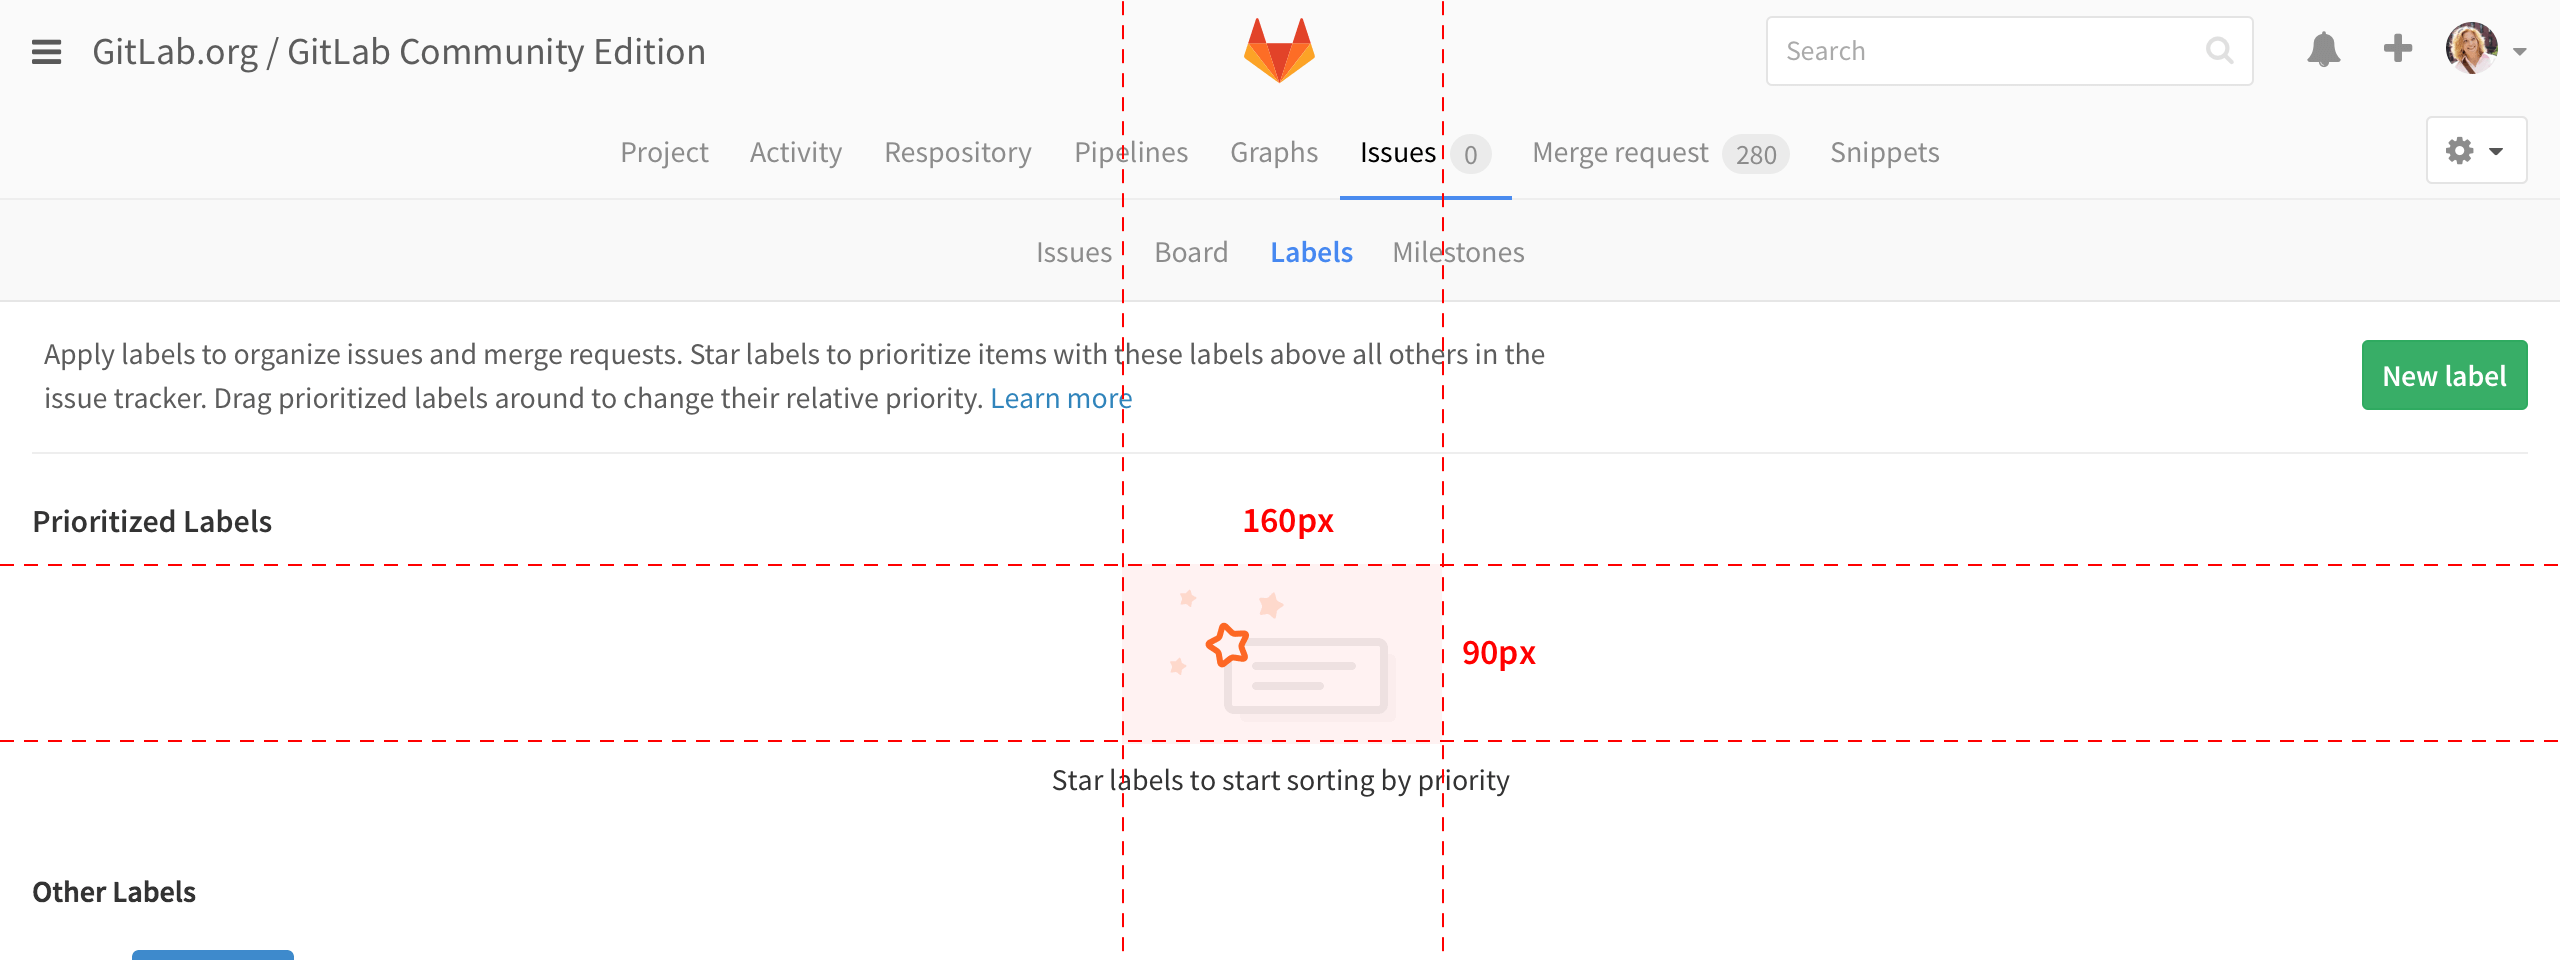 GitLab.org / GitLab Community Edition
Search
Project Activity Respository Pipelines Graphs Issues 0 Merge request 280 Snippets
Issues Board Labels Milestones
Apply labels to organize issues and merge requests. Star labels to prioritize items with these labels above all others in the
issue tracker. Drag prioritized labels around to change their relative priority. Learn more
New label
Prioritized Labels
160px
90px
Star labels to start sorting by priority
Other Labels